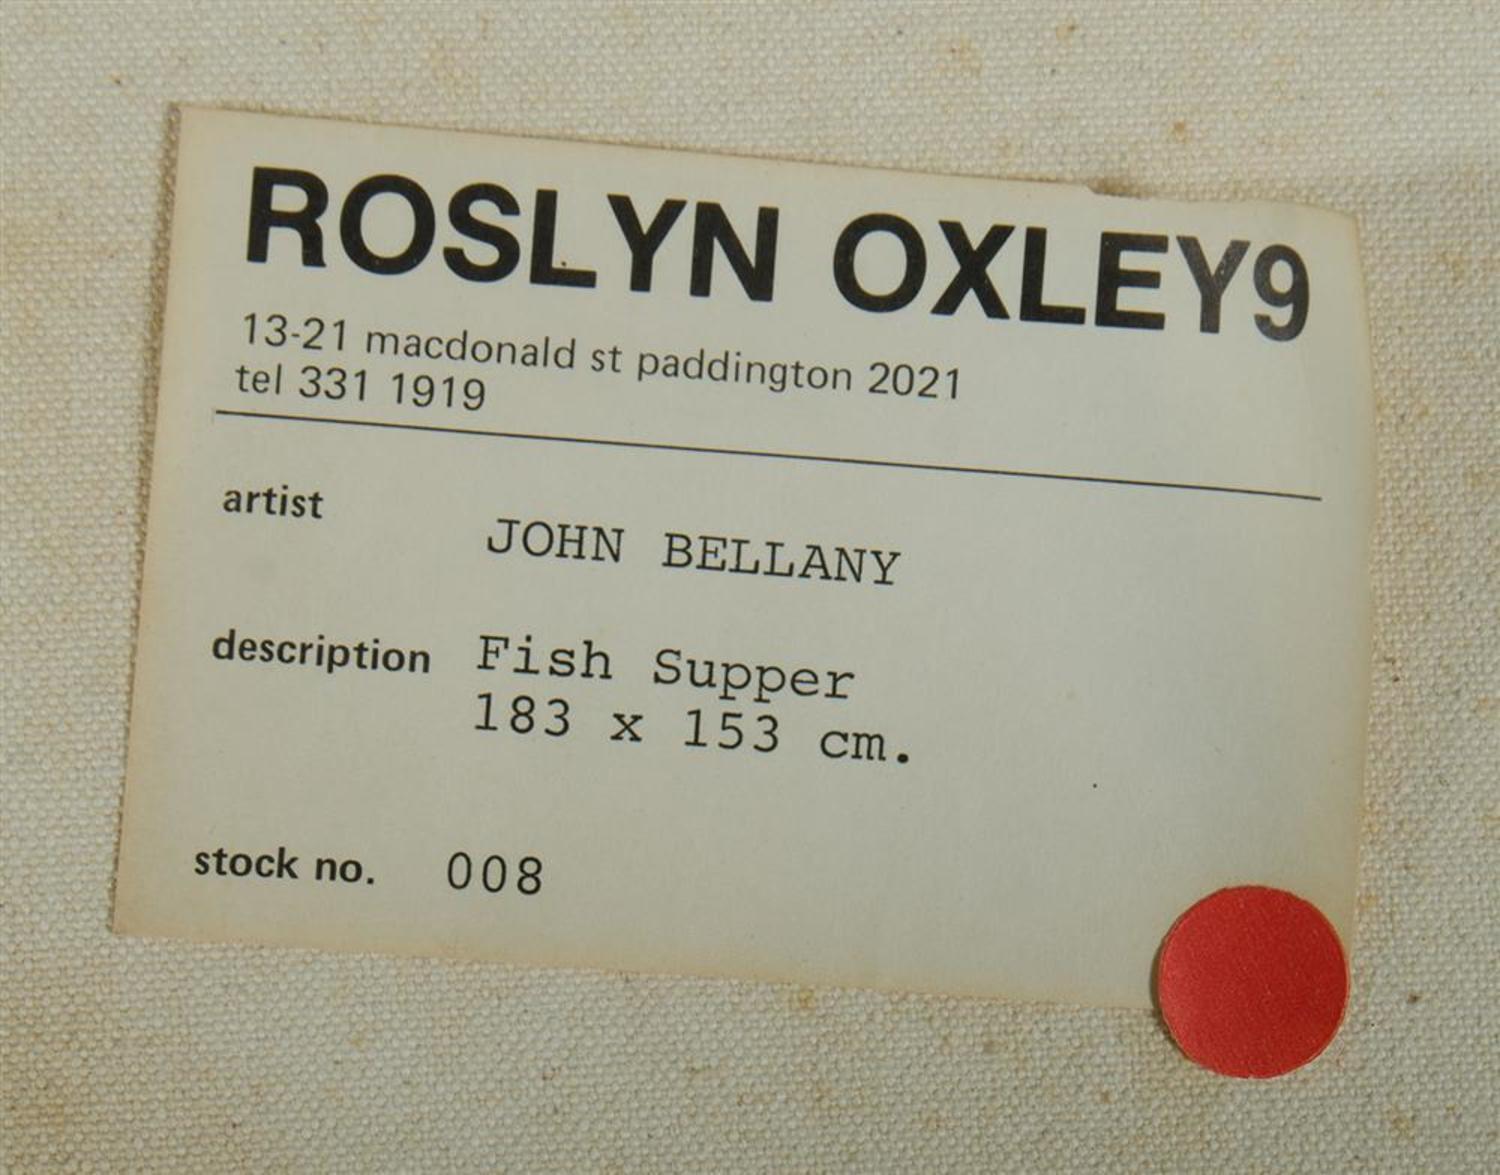 ROSLYN OXLEY9
13-21 macdonald st paddington 2021
tel 331 1919
artist JOHN BELLANY
description Fish Supper
183 x 153 cm.
stock no. 008